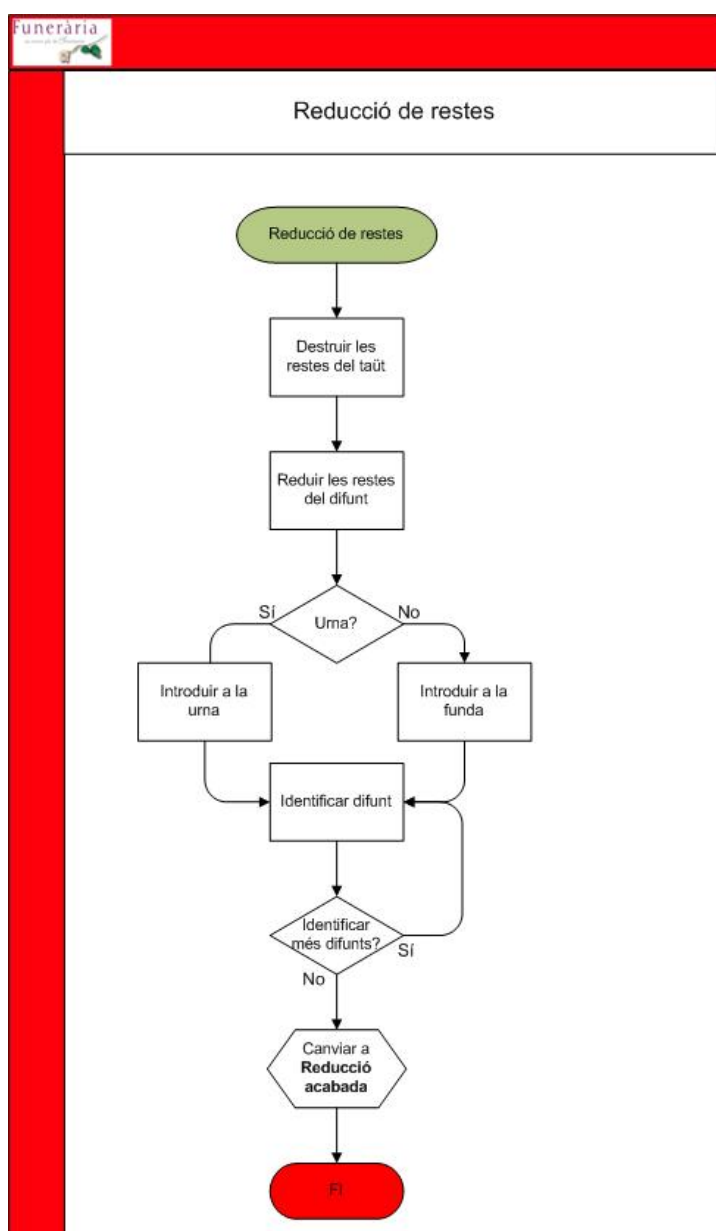 Funerària
Reducció de restes
Reducció de restes
Destruir les
restes del taüt
Reduir les restes
del difunt
Urna?
Sí
No
Introduir a la
urna
Introduir a la
funda
Identificar difunt
Identificar
més difunts?
Sí
No
Canviar a
Reducció
acabada
FI